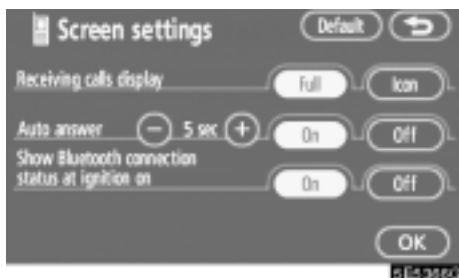 Screen settings Default
Receiving calls display Full Icon
Auto answer − 5 sec + On Off
Show Bluetooth connection
status at ignition on On Off
OK